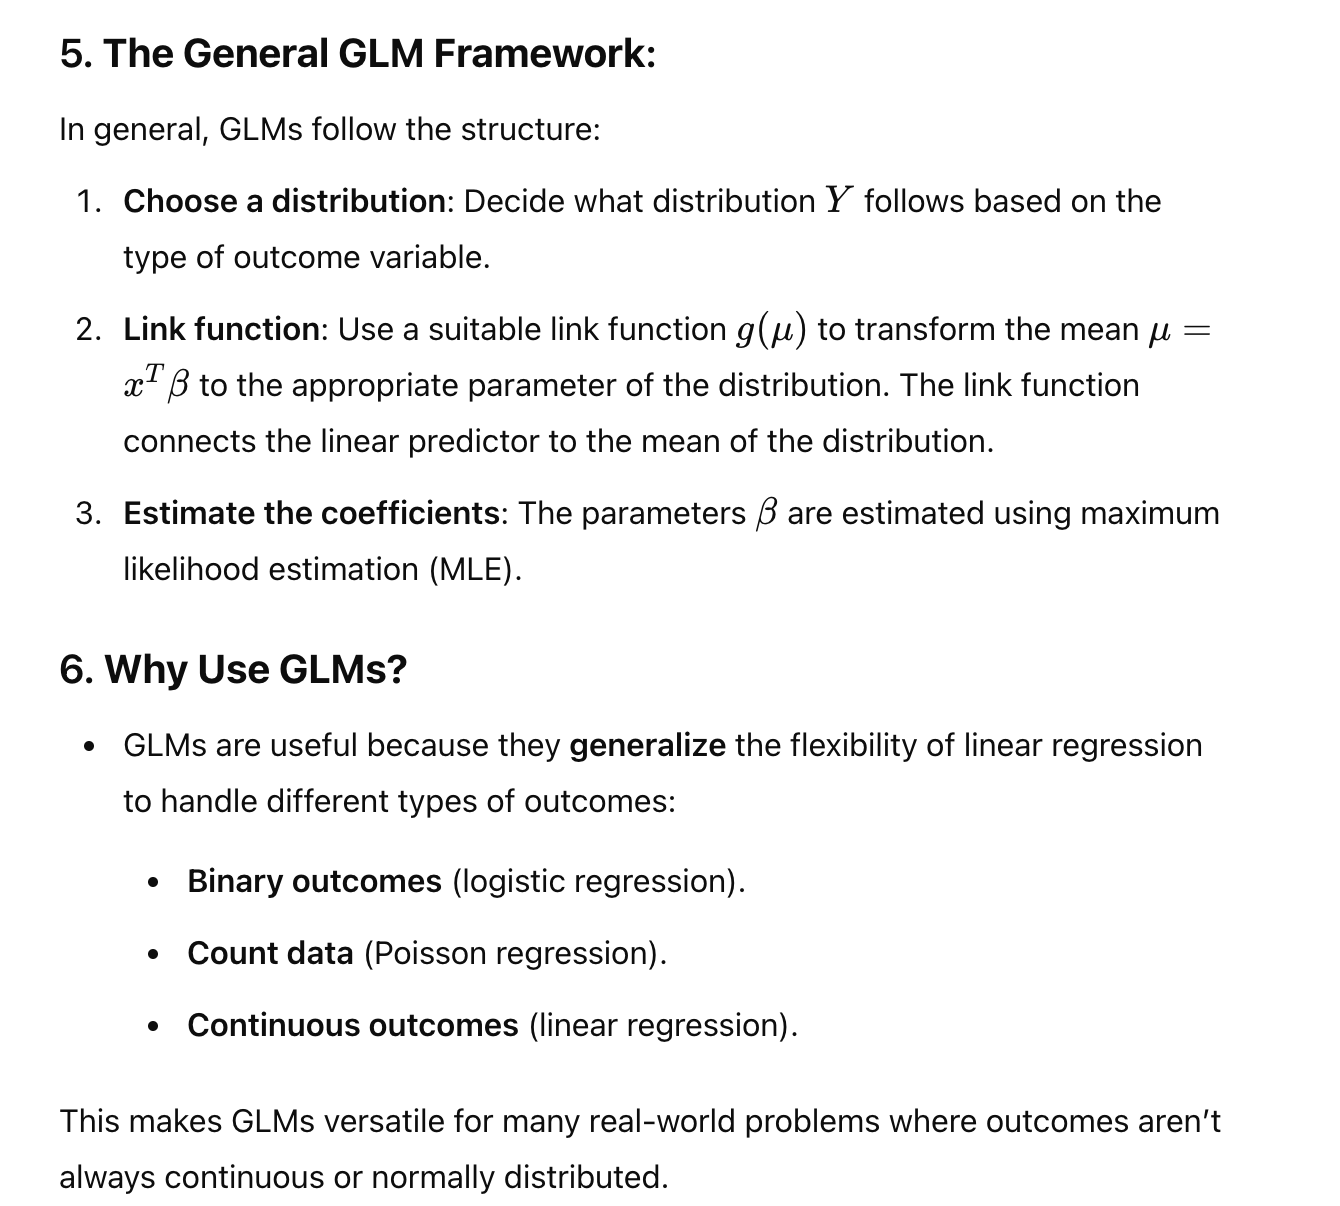 5. The General GLM Framework:
In general, GLMs follow the structure:
1. Choose a distribution: Decide what distribution Y follows based on the
type of outcome variable.
2. Link function: Use a suitable link function g(μ) to transform the mean μ =
x^T β to the appropriate parameter of the distribution. The link function
connects the linear predictor to the mean of the distribution.
3. Estimate the coefficients: The parameters β are estimated using maximum
likelihood estimation (MLE).
6. Why Use GLMs?
• GLMs are useful because they generalize the flexibility of linear regression
to handle different types of outcomes:
• Binary outcomes (logistic regression).
• Count data (Poisson regression).
• Continuous outcomes (linear regression).
This makes GLMs versatile for many real-world problems where outcomes aren't
always continuous or normally distributed.